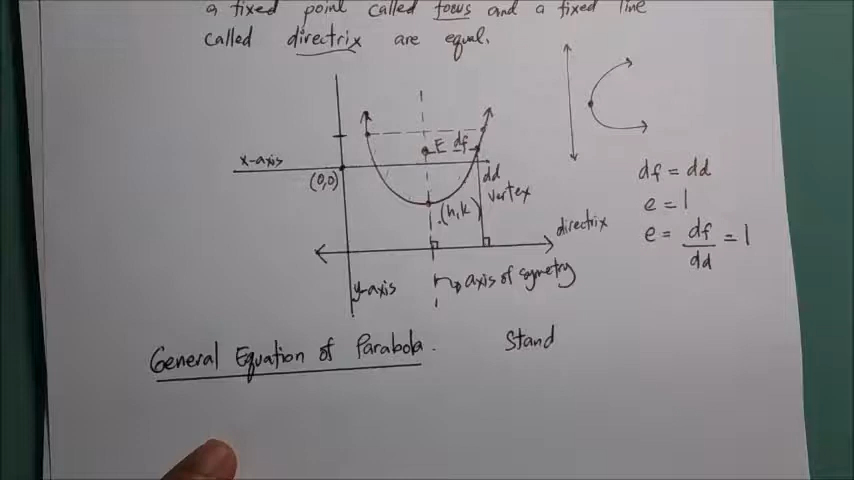 a fixed point called focus and a fixed line
called directrix are equal.
x-axis
(0,0)
df
dd
vertex
(h,k)
directrix
y-axis
axis of symetry
df = dd
e = 1
e = df/dd = 1
General Equation of Parabola.
Stand